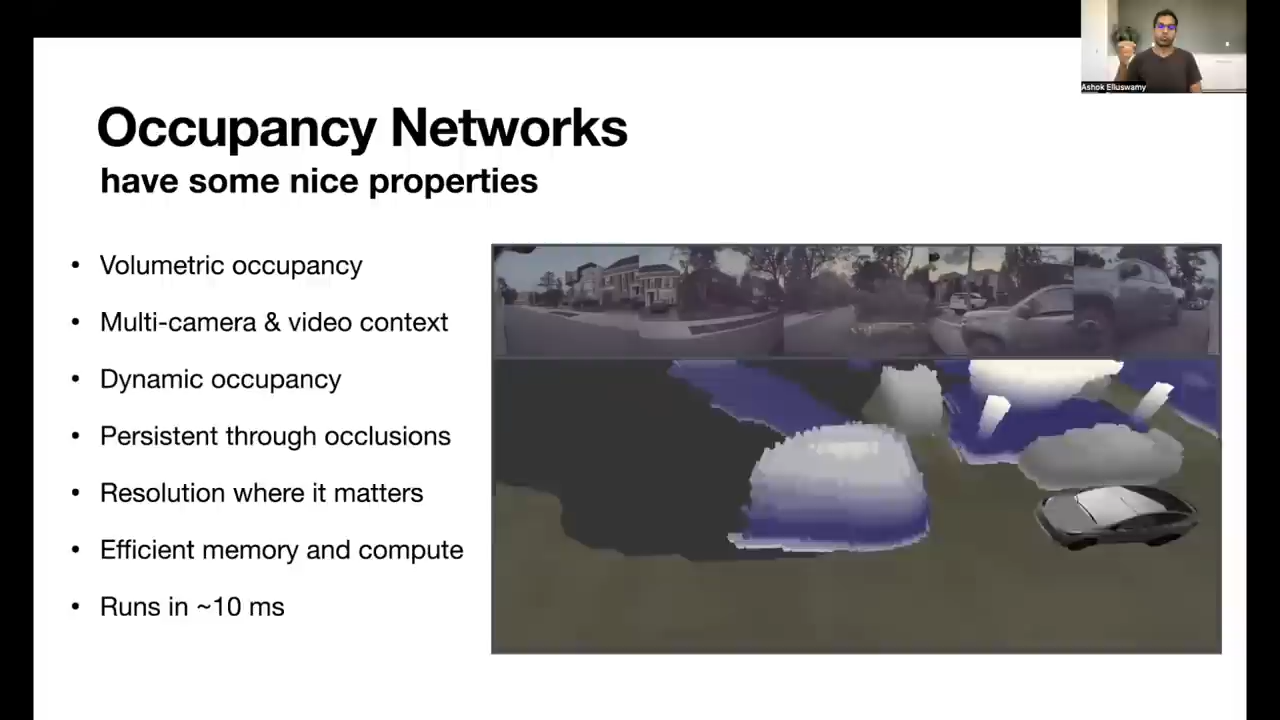 Ashok Elluswamy
Occupancy Networks
have some nice properties
• Volumetric occupancy
• Multi-camera & video context
• Dynamic occupancy
• Persistent through occlusions
• Resolution where it matters
• Efficient memory and compute
• Runs in ~10 ms